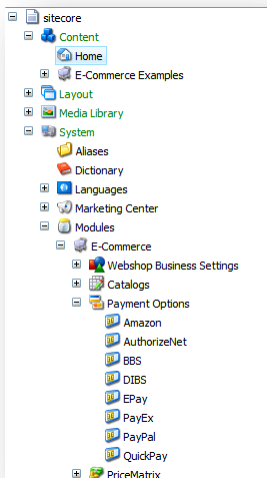 sitecore
Content
Home
E-Commerce Examples
Layout
Media Library
System
Aliases
Dictionary
Languages
Marketing Center
Modules
E-Commerce
Webshop Business Settings
Catalogs
Payment Options
Amazon
AuthorizeNet
BBS
DIBS
EPay
PayEx
PayPal
QuickPay
PriceMatrix